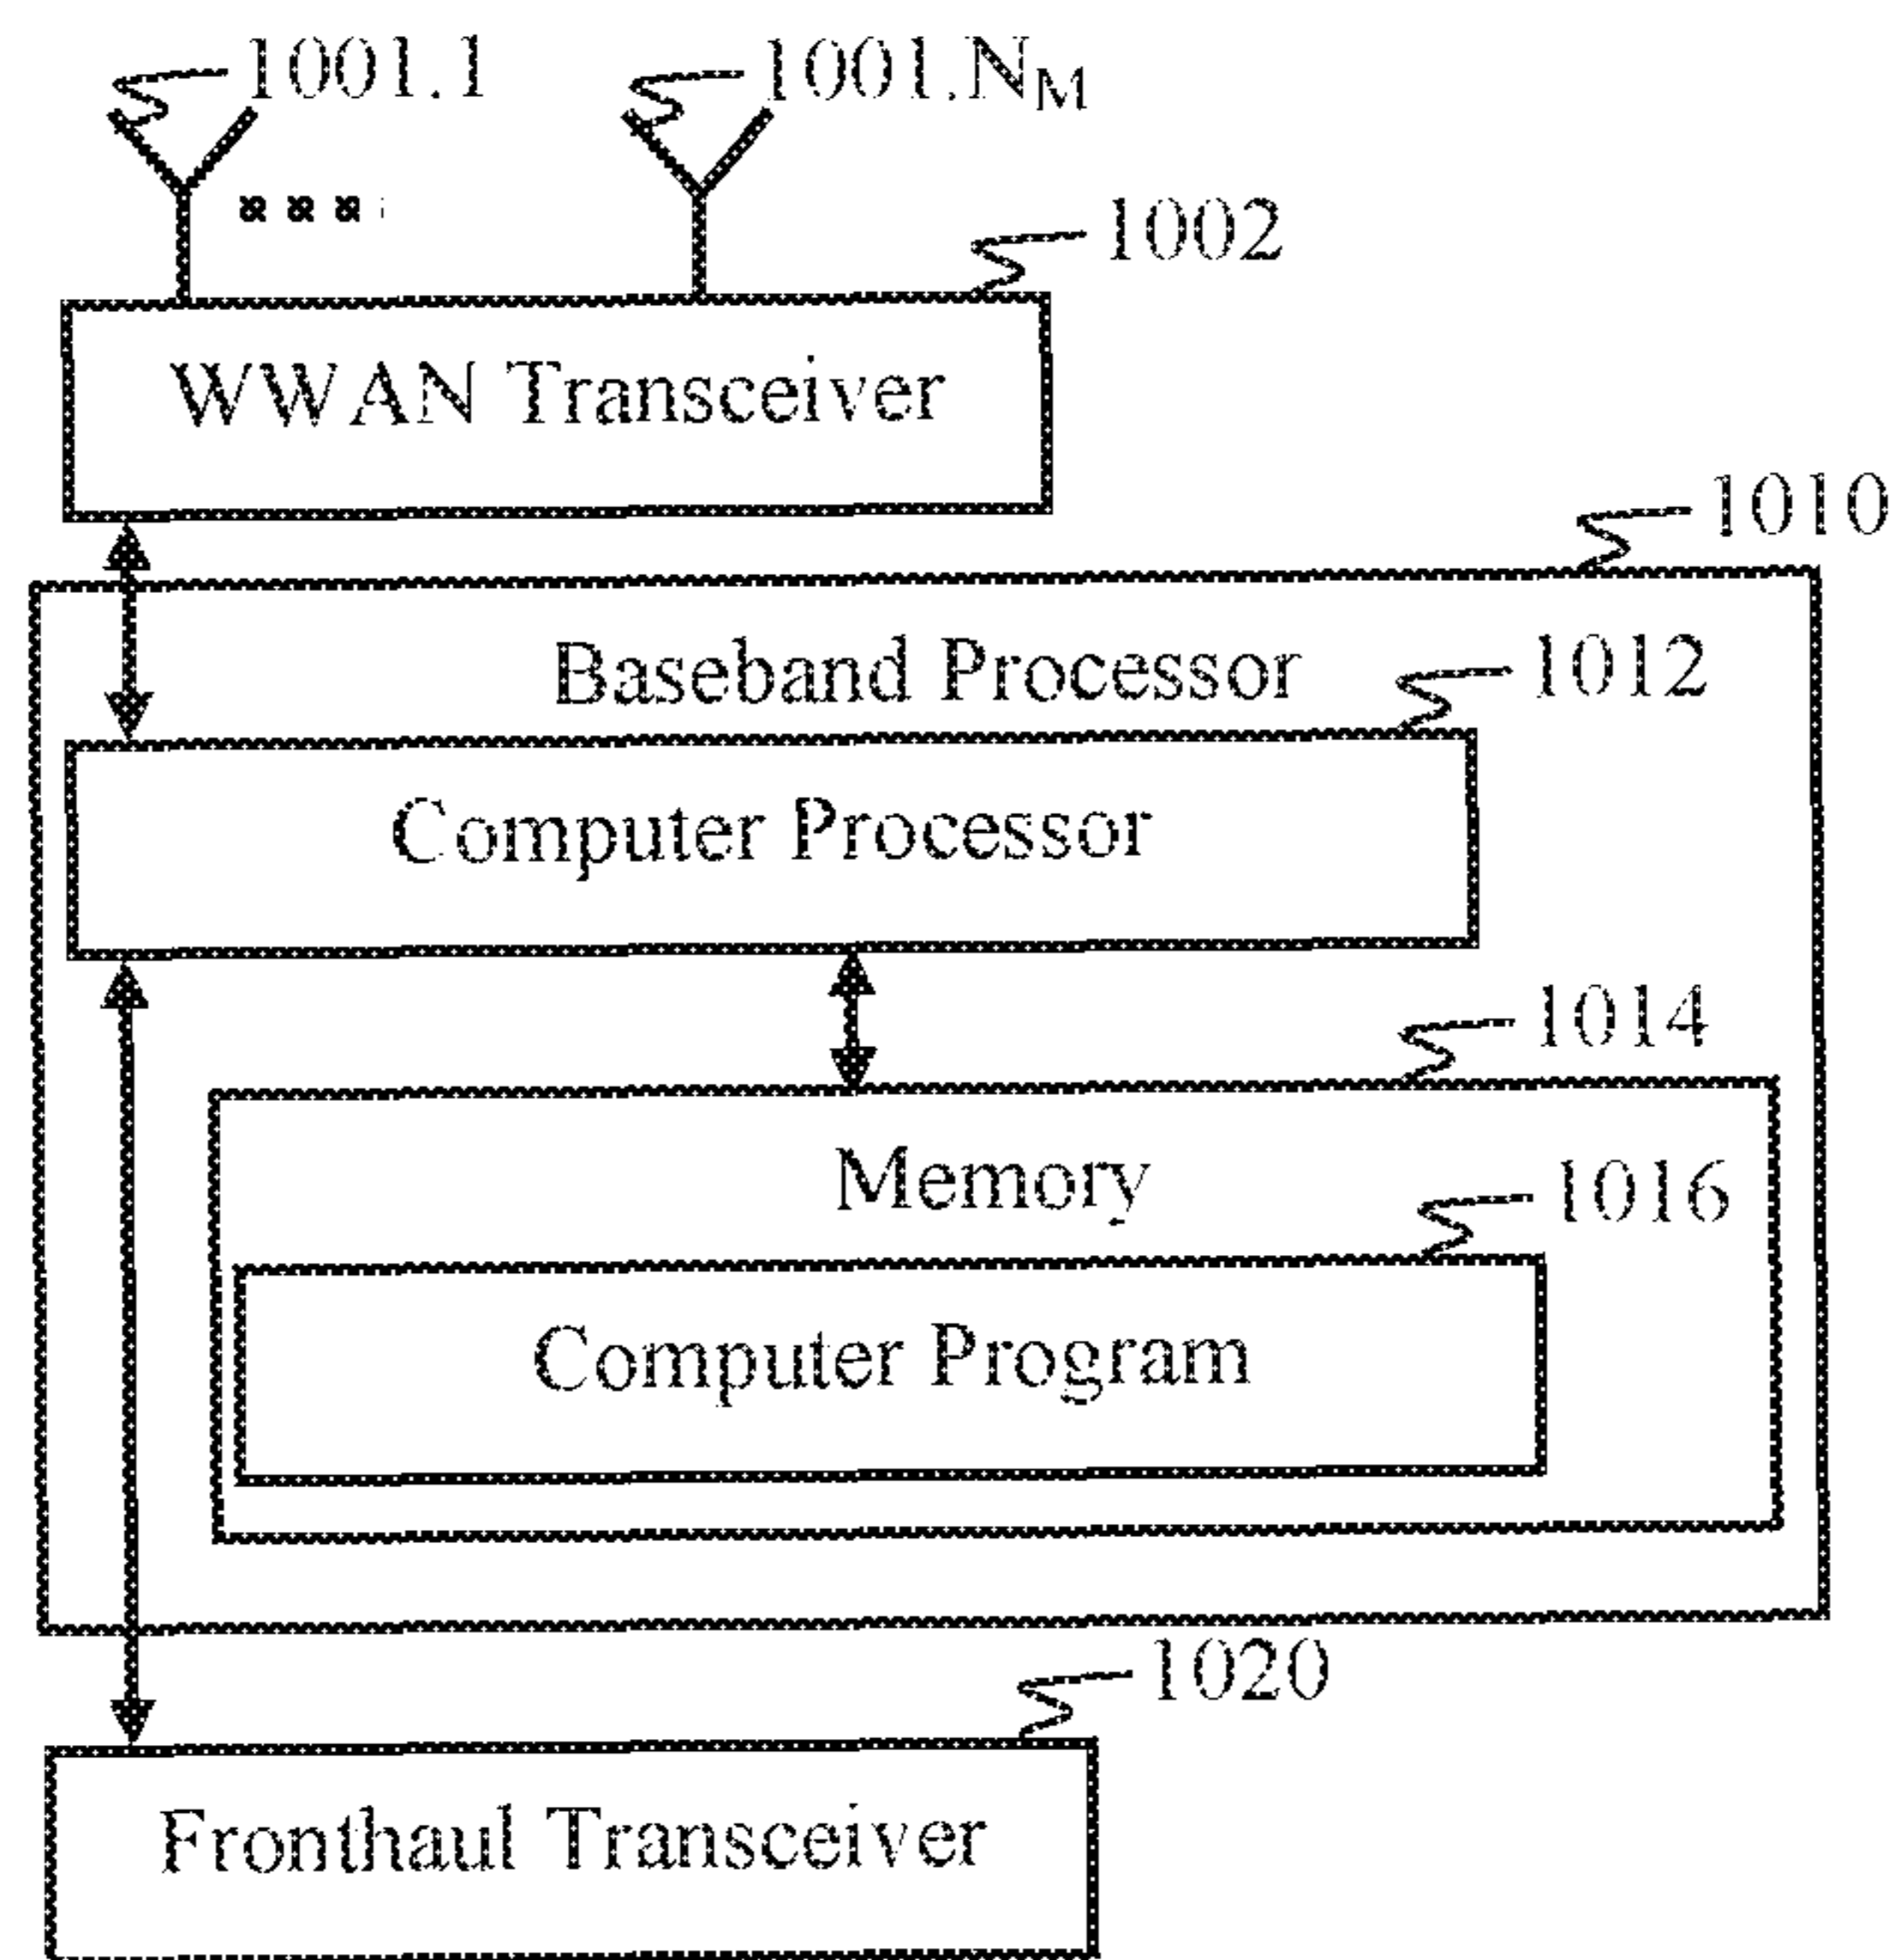 1001.1
1001.NM
1002
WWAN Transceiver
1010
Baseband Processor
1012
Computer Processor
1014
Memory
1016
Computer Program
1020
Fronthaul Transceiver